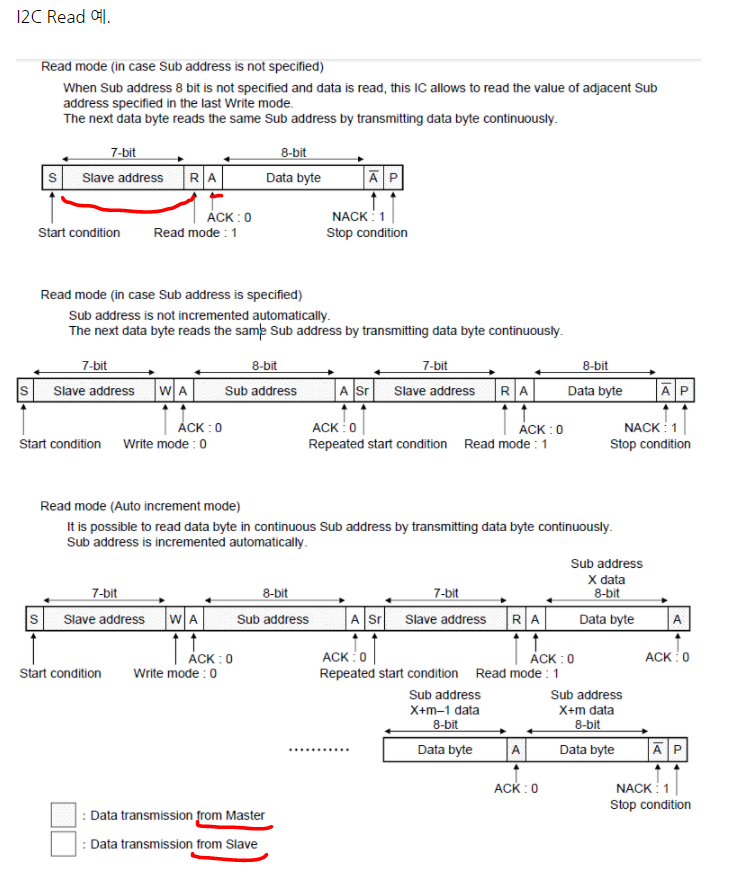 I2C Read 예.
Read mode (in case Sub address is not specified)
When Sub address 8 bit is not specified and data is read, this IC allows to read the value of adjacent Sub
address specified in the last Write mode.
The next data byte reads the same Sub address by transmitting data byte continuously.
7-bit 8-bit
S Slave address R A Data byte A P
ACK : 0 NACK : 1
Start condition Read mode : 1 Stop condition
Read mode (in case Sub address is specified)
Sub address is not incremented automatically.
The next data byte reads the same Sub address by transmitting data byte continuously.
7-bit 8-bit 7-bit 8-bit
S Slave address W A Sub address A Sr Slave address R A Data byte A P
ACK : 0 ACK : 0 ACK : 0 NACK : 1
Start condition Write mode : 0 Repeated start condition Read mode : 1 Stop condition
Read mode (Auto increment mode)
It is possible to read data byte in continuous Sub address by transmitting data byte continuously.
Sub address is incremented automatically.
Sub address
X data
7-bit 8-bit 7-bit 8-bit
S Slave address W A Sub address A Sr Slave address R A Data byte A
ACK : 0 ACK : 0 ACK : 0 ACK : 0
Start condition Write mode : 0 Repeated start condition Read mode : 1
Sub address Sub address
X+m–1 data X+m data
8-bit 8-bit
........... Data byte A Data byte A P
ACK : 0 NACK : 1
Stop condition
: Data transmission from Master
: Data transmission from Slave